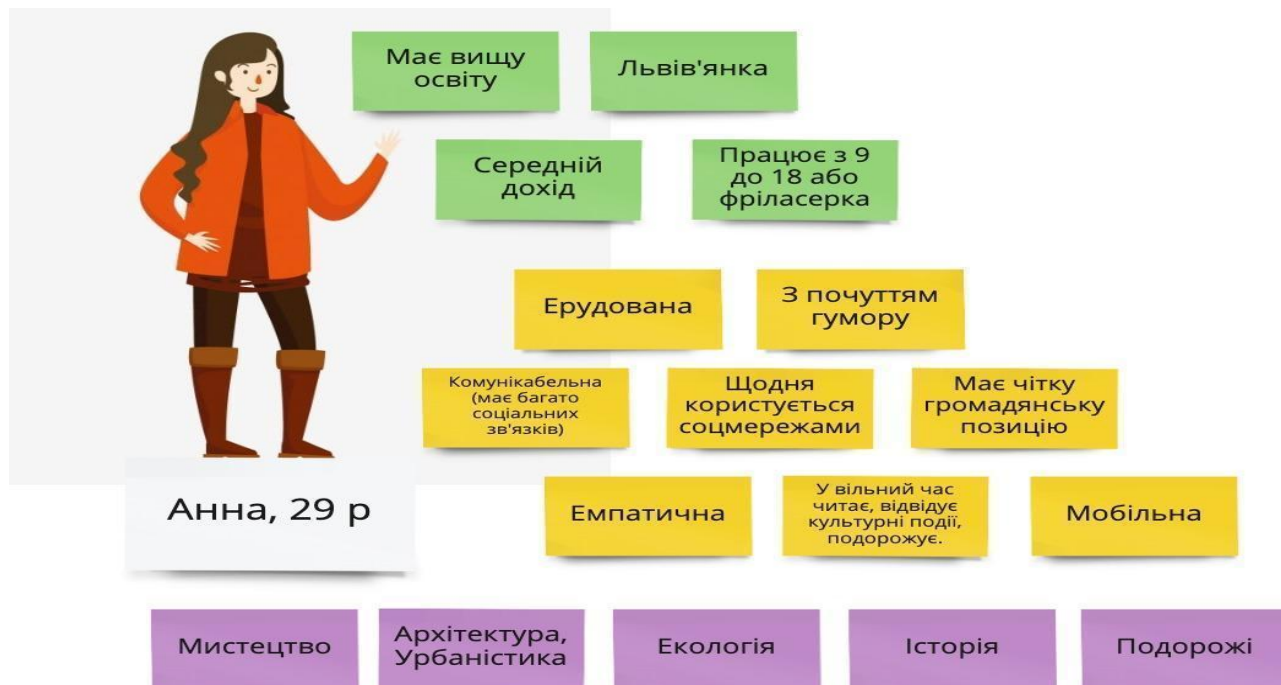 Має вищу
освіту
Львів'янка
Середній
дохід
Працює з 9
до 18 або
фріласерка
Ерудована
З почуттям
гумору
Комунікабельна
(має багато
соціальних
зв'язків)
Щодня
користується
соцмережами
Має чітку
громадянську
позицію
Анна, 29 р
Емпатична
У вільний час
читає, відвідує
культурні події,
подорожує.
Мобільна
Мистецтво
Архітектура,
Урбаністика
Екологія
Історія
Подорожі